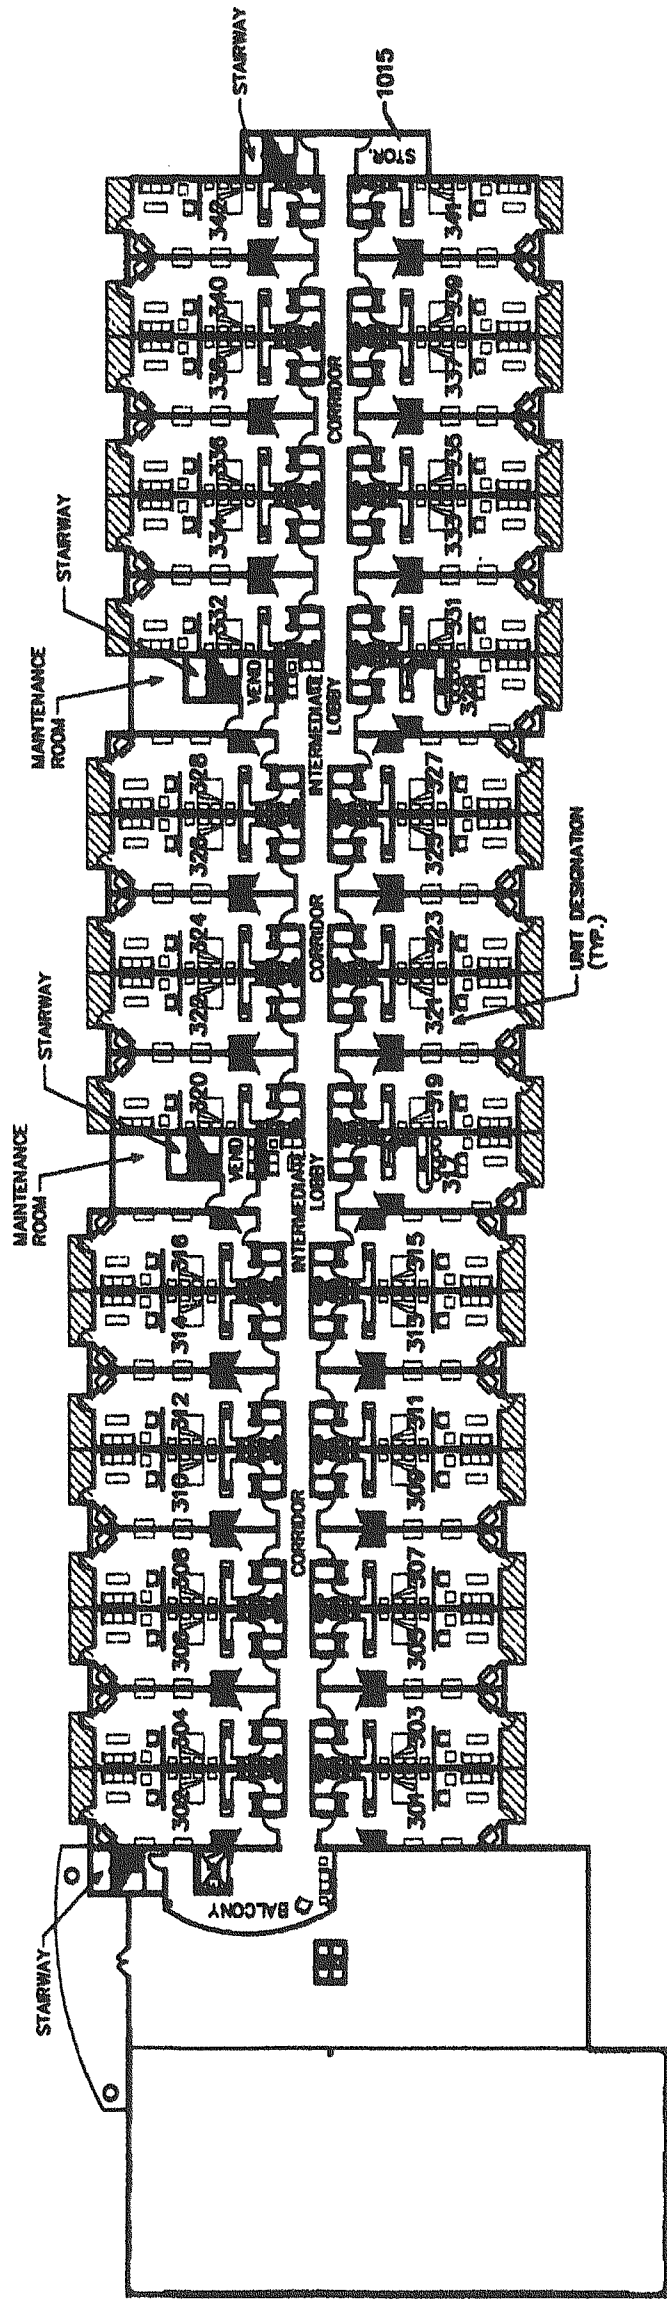 STAIRWAY
MAINTENANCE
ROOM
STAIRWAY
MAINTENANCE
ROOM
STAIRWAY
STAIRWAY
302
304
306
308
310
312
314
316
VEND
320
322
324
326
328
VEND
332
334
336
338
340
342
BALCONY
CORRIDOR
INTERMEDIATE
LOBBY
CORRIDOR
INTERMEDIATE
LOBBY
CORRIDOR
STOR.
1015
301
303
305
307
309
311
313
315
317
319
321
323
325
327
329
331
333
335
337
339
341
UNIT DESIGNATION
(TYP.)